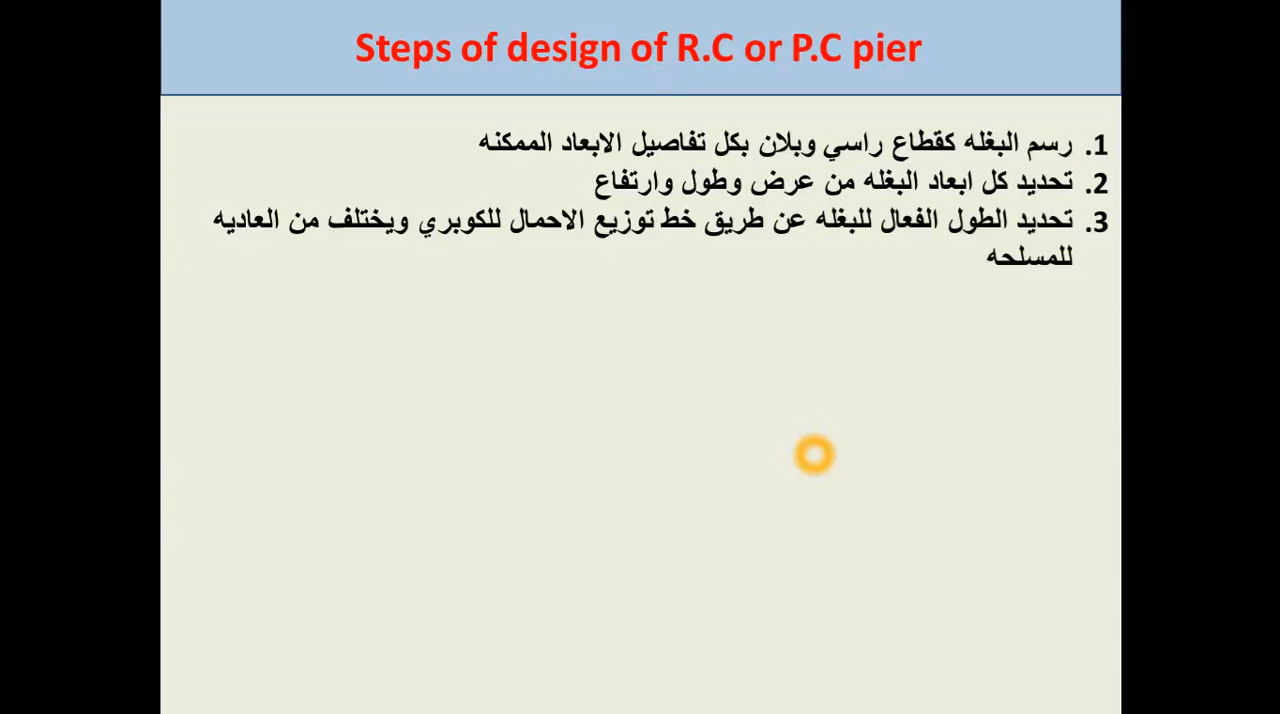 Steps of design of R.C or P.C pier
1. رسم البغله كقطاع راسي وبلان بكل تفاصيل الابعاد الممكنه
2. تحديد كل ابعاد البغله من عرض وطول وارتفاع
3. تحديد الطول الفعال للبغله عن طريق خط توزيع الاحمال للكوبري ويختلف من العاديه
للمسلحه